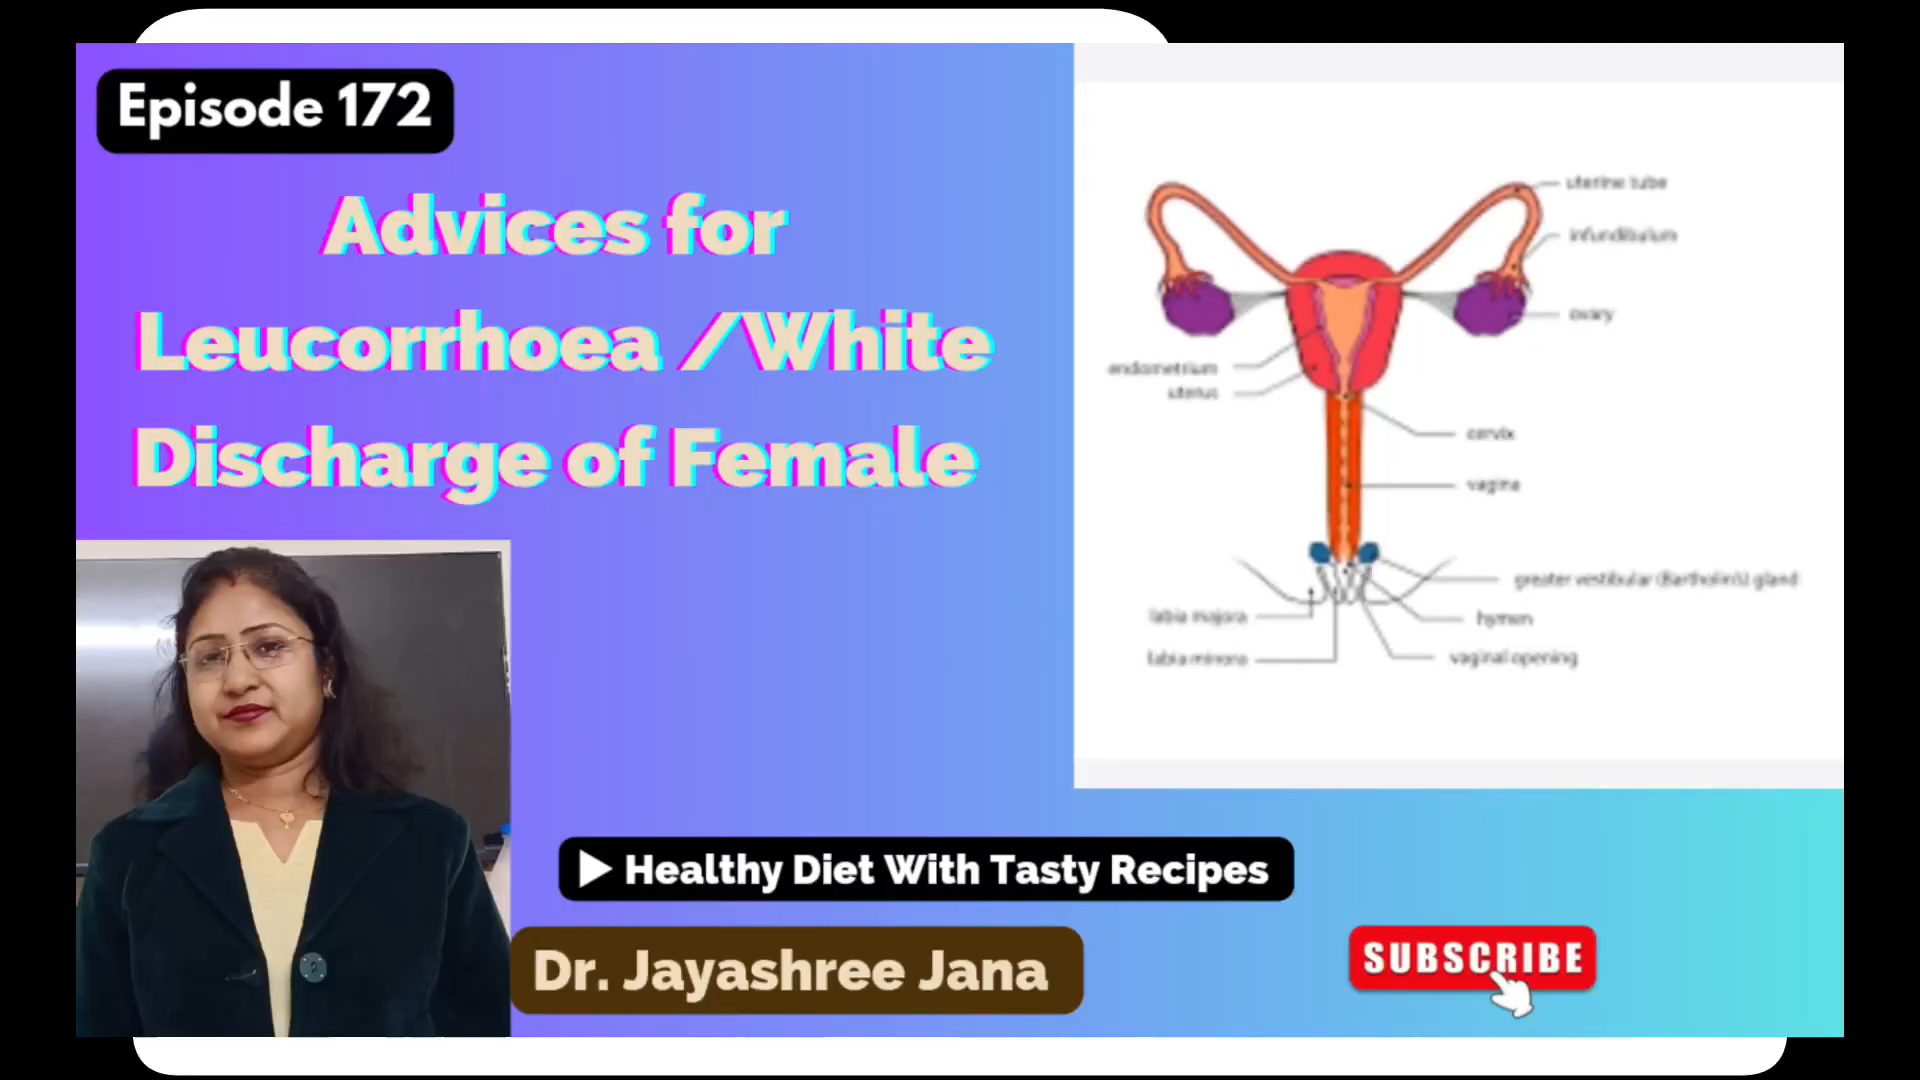 Episode 172
Advices for
Leucorrhoea /White
Discharge of Female
uterine tube
infundibulum
ovary
endometrium
uterus
cervix
vagina
greater vestibular (Bartholin's) gland
labia majora
hymen
labia minora
vaginal opening
Healthy Diet With Tasty Recipes
Dr. Jayashree Jana
SUBSCRIBE